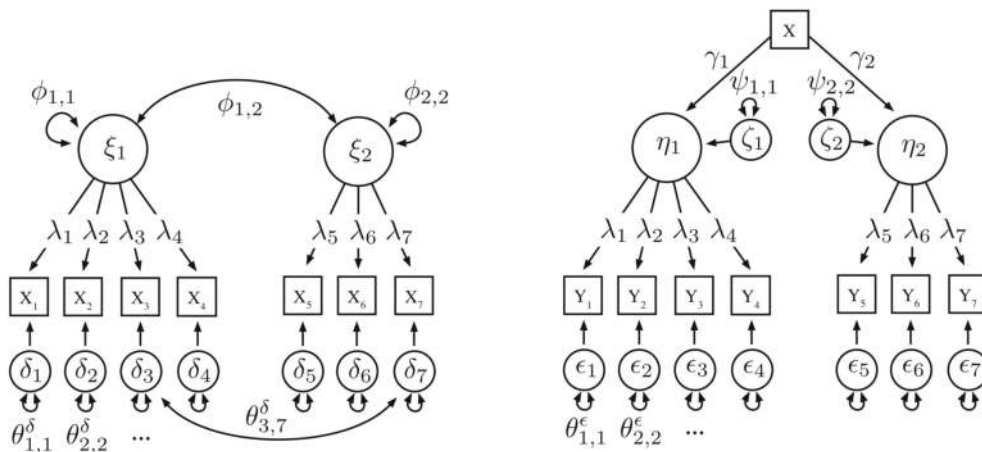 X
γ1 γ2
ϕ1,1 ϕ1,2 ϕ2,2 ψ1,1 ψ2,2
ξ1 ξ2 η1 ζ1 ζ2 η2
λ1 λ2 λ3 λ4 λ5 λ6 λ7 λ1 λ2 λ3 λ4 λ5 λ6 λ7
X1 X2 X3 X4 X5 X6 X7 Y1 Y2 Y3 Y4 Y5 Y6 Y7
δ1 δ2 δ3 δ4 δ5 δ6 δ7 ϵ1 ϵ2 ϵ3 ϵ4 ϵ5 ϵ6 ϵ7
θδ1,1 θδ2,2 ... θδ3,7 θϵ1,1 θϵ2,2 ...